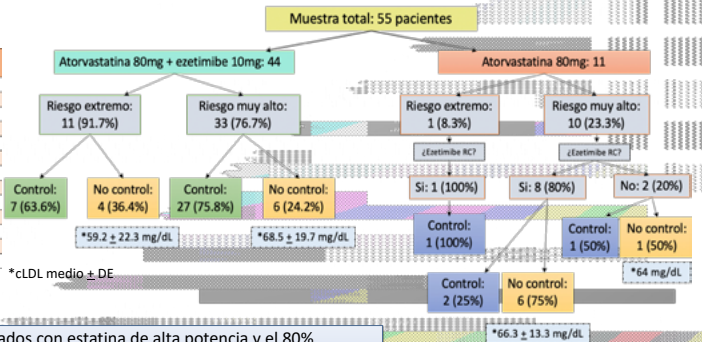 Muestra total: 55 pacientes
Atorvastatina 80mg + ezetimibe 10mg: 44
Atorvastatina 80mg: 11
Riesgo extremo:
11 (91.7%)
Riesgo muy alto:
33 (76.7%)
Riesgo extremo:
1 (8.3%)
Riesgo muy alto:
10 (23.3%)
¿Ezetimibe RC?
¿Ezetimibe RC?
Si: 1 (100%)
Si: 8 (80%)
No: 2 (20%)
Control:
7 (63.6%)
No control:
4 (36.4%)
Control:
27 (75.8%)
No control:
6 (24.2%)
Control:
1 (100%)
Control:
1 (50%)
No control:
1 (50%)
*59.2 ± 22.3 mg/dL
*68.5 ± 19.7 mg/dL
*64 mg/dL
*cLDL medio ± DE
Control:
2 (25%)
No control:
6 (75%)
*66.3 ± 13.3 mg/dL
ados con estatina de alta potencia y el 80%